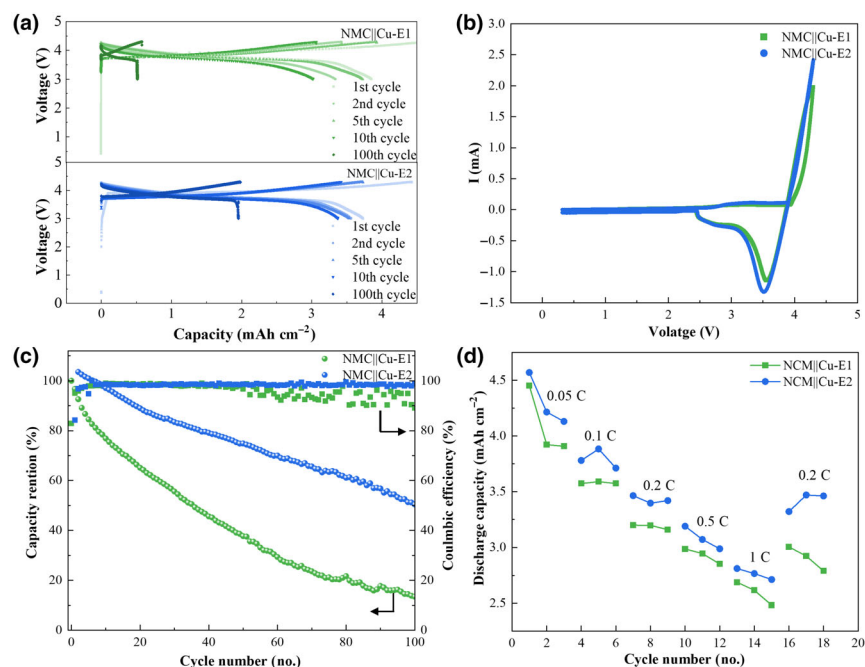 (a)
NMC||Cu-E1
5
4
3
2
1
Voltage (V)
1st cycle
2nd cycle
5th cycle
10th cycle
100th cycle
NMC||Cu-E2
5
4
3
2
1
0
Voltage (V)
1st cycle
2nd cycle
5th cycle
10th cycle
100th cycle
0 1 2 3 4
Capacity (mAh cm−2)
(b)
NMC||Cu-E1
NMC||Cu-E2
3.0
2.5
2.0
1.5
1.0
0.5
0.0
−0.5
−1.0
−1.5
I (mA)
0 1 2 3 4 5
Volatge (V)
(c)
NMC||Cu-E1
NMC||Cu-E2
100
80
60
40
20
0
Capacity rention (%)
100
80
60
40
20
0
Coulmbic efficiency (%)
0 20 40 60 80 100
Cycle number (no.)
(d)
NCM||Cu-E1
NCM||Cu-E2
4.5
4.0
3.5
3.0
2.5
Discharge capacity (mAh cm−2)
0.05 C
0.1 C
0.2 C
0.5 C
1 C
0.2 C
0 2 4 6 8 10 12 14 16 18 20
Cycle number (no.)